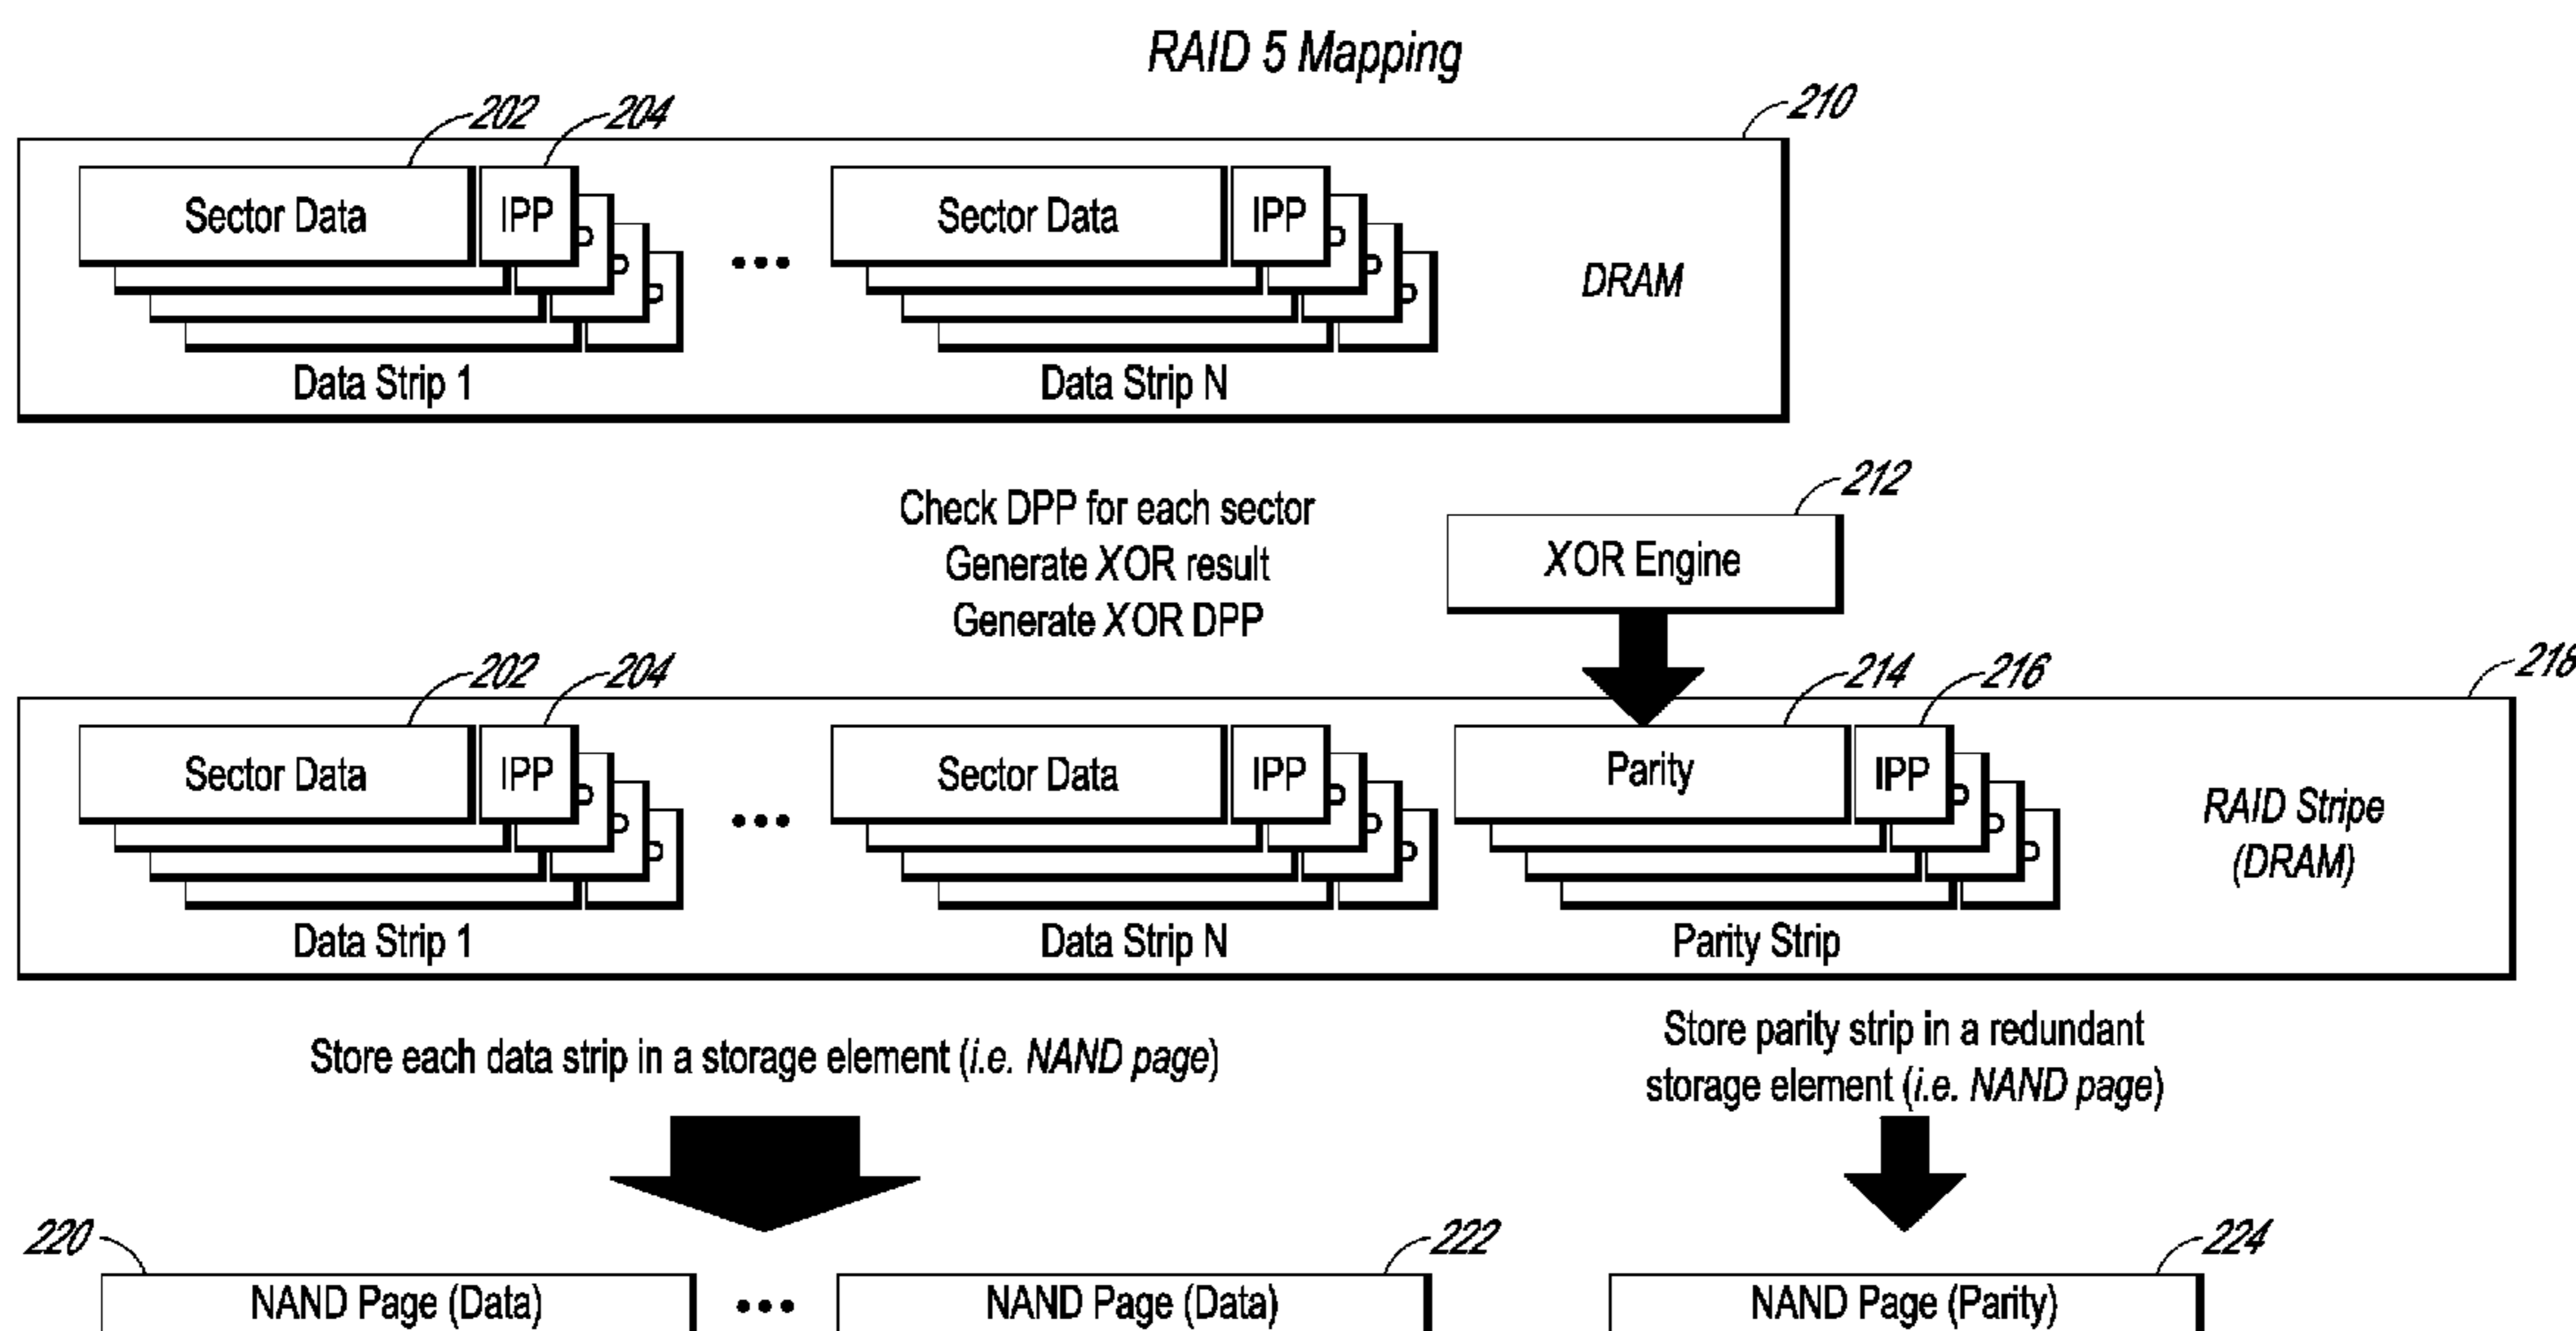 RAID 5 Mapping
202
204
210
Sector Data
IPP
P
P
P
•••
Sector Data
IPP
P
P
P
DRAM
Data Strip 1
Data Strip N
Check DPP for each sector
Generate XOR result
Generate XOR DPP
212
XOR Engine
202
204
214
216
218
Sector Data
IPP
P
P
P
•••
Sector Data
IPP
P
P
P
Parity
IPP
P
P
P
RAID Stripe
(DRAM)
Data Strip 1
Data Strip N
Parity Strip
Store each data strip in a storage element (i.e. NAND page)
Store parity strip in a redundant
storage element (i.e. NAND page)
220
222
224
NAND Page (Data)
•••
NAND Page (Data)
NAND Page (Parity)